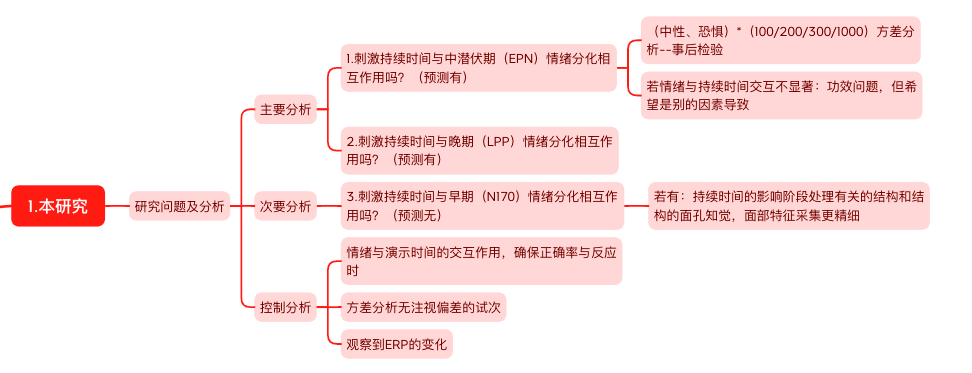 1.本研究
研究问题及分析
主要分析
1.刺激持续时间与中潜伏期（EPN）情绪分化相
互作用吗？（预测有）
（中性、恐惧）*（100/200/300/1000）方差分
析--事后检验
若情绪与持续时间交互不显著：功效问题，但希
望是别的因素导致
2.刺激持续时间与晚期（LPP）情绪分化相互作
用吗？（预测有）
次要分析
3.刺激持续时间与早期（N170）情绪分化相互作
用吗？（预测无）
若有：持续时间的影响阶段处理有关的结构和结
构的面孔知觉，面部特征采集更精细
控制分析
情绪与演示时间的交互作用，确保正确率与反应
时
方差分析无注视偏差的试次
观察到ERP的变化